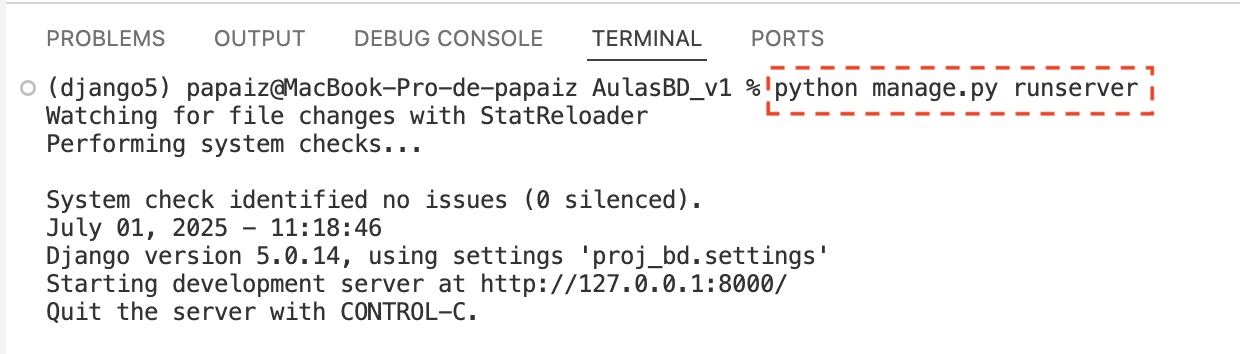 PROBLEMS OUTPUT DEBUG CONSOLE TERMINAL PORTS
(django5) papaiz@MacBook-Pro-de-papaiz AulasBD_v1 % python manage.py runserver
Watching for file changes with StatReloader
Performing system checks...
System check identified no issues (0 silenced).
July 01, 2025 - 11:18:46
Django version 5.0.14, using settings 'proj_bd.settings'
Starting development server at http://127.0.0.1:8000/
Quit the server with CONTROL-C.